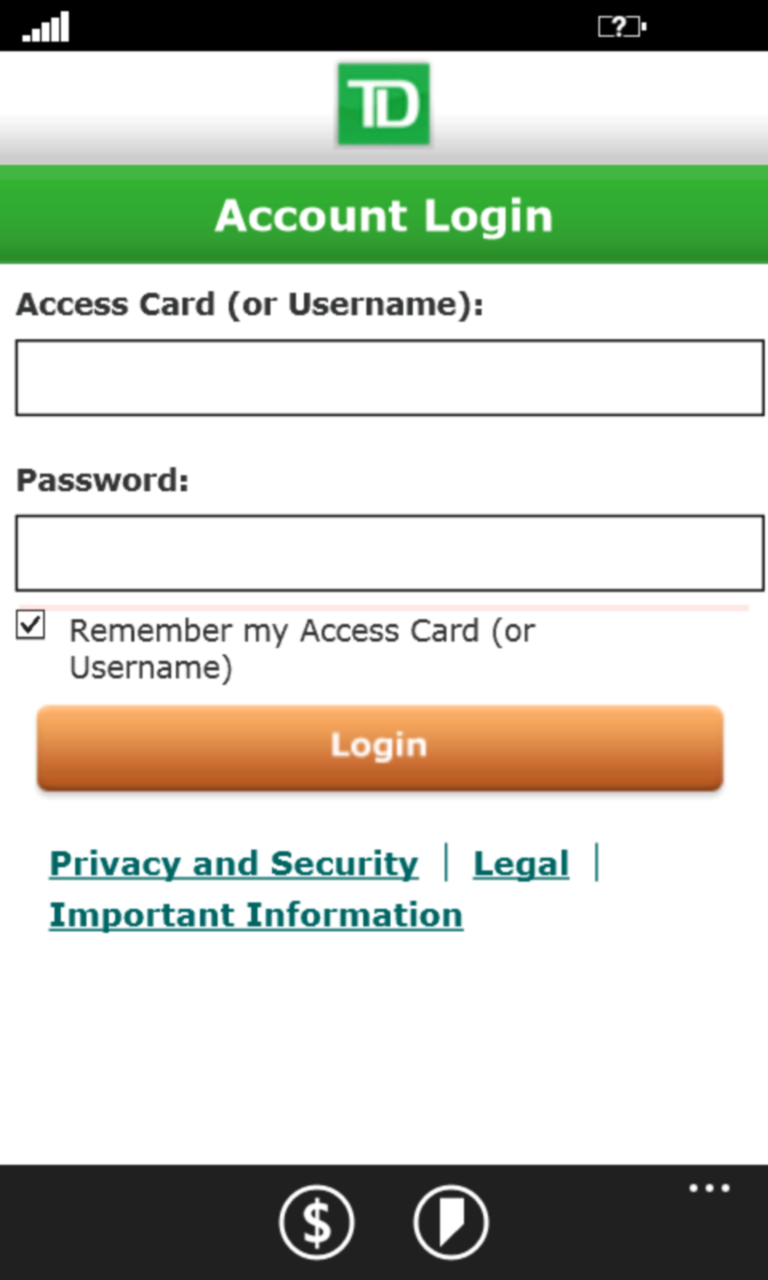 TD
Account Login
Access Card (or Username):
Password:
Remember my Access Card (or
Username)
Login
Privacy and Security | Legal |
Important Information